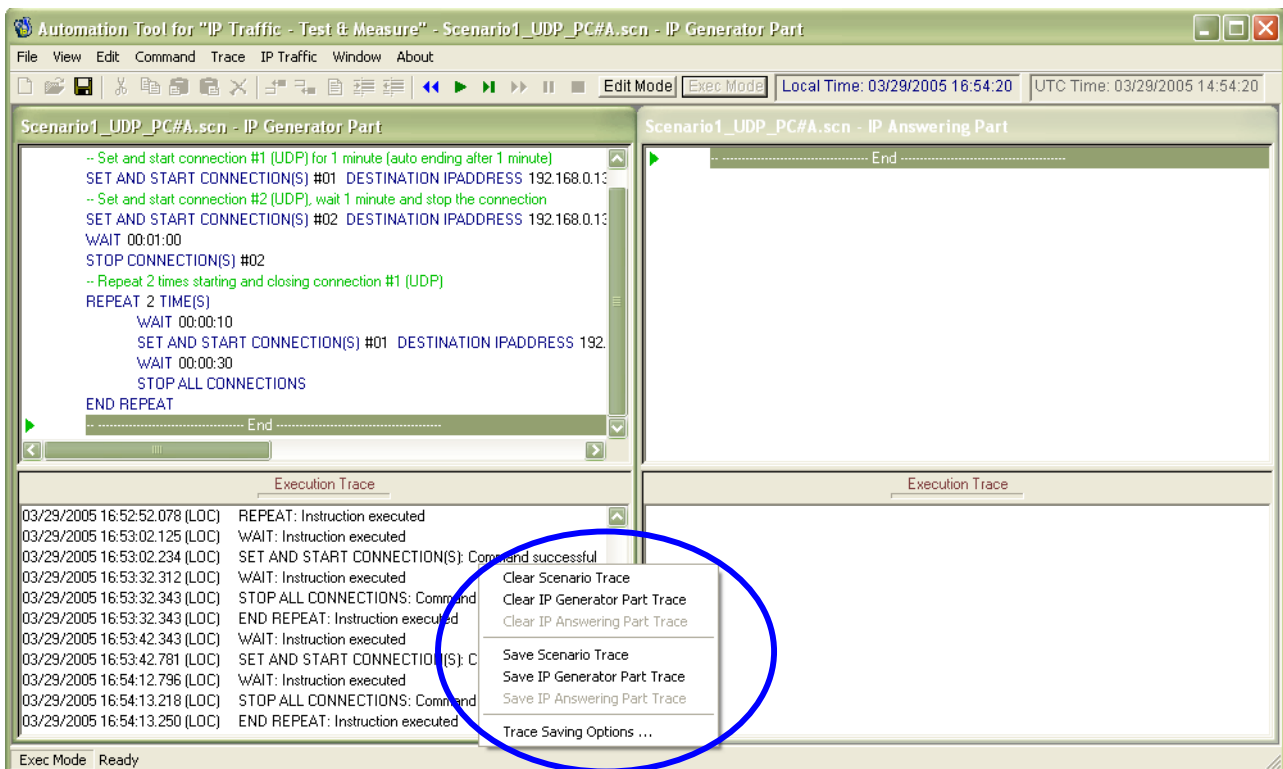 Automation Tool for "IP Traffic - Test & Measure" - Scenario1_UDP_PC#A.scn - IP Generator Part
File View Edit Command Trace IP Traffic Window About
Edit Mode Exec Mode Local Time: 03/29/2005 16:54:20 UTC Time: 03/29/2005 14:54:20
Scenario1_UDP_PC#A.scn - IP Generator Part
-- Set and start connection #1 (UDP) for 1 minute (auto ending after 1 minute)
SET AND START CONNECTION(S) #01 DESTINATION IPADDRESS 192.168.0.13
-- Set and start connection #2 (UDP), wait 1 minute and stop the connection
SET AND START CONNECTION(S) #02 DESTINATION IPADDRESS 192.168.0.13
WAIT 00:01:00
STOP CONNECTION(S) #02
-- Repeat 2 times starting and closing connection #1 (UDP)
REPEAT 2 TIME(S)
WAIT 00:00:10
SET AND START CONNECTION(S) #01 DESTINATION IPADDRESS 192.
WAIT 00:00:30
STOP ALL CONNECTIONS
END REPEAT
-- ------------------------------------- End ------------------------------------------
Scenario1_UDP_PC#A.scn - IP Answering Part
-- ------------------------------------- End ------------------------------------------
Execution Trace
03/29/2005 16:52:52.078 (LOC) REPEAT: Instruction executed
03/29/2005 16:53:02.125 (LOC) WAIT: Instruction executed
03/29/2005 16:53:02.234 (LOC) SET AND START CONNECTION(S): Command successful
03/29/2005 16:53:32.312 (LOC) WAIT: Instruction executed
03/29/2005 16:53:32.343 (LOC) STOP ALL CONNECTIONS: Command
03/29/2005 16:53:32.343 (LOC) END REPEAT: Instruction executed
03/29/2005 16:53:42.343 (LOC) WAIT: Instruction executed
03/29/2005 16:53:42.781 (LOC) SET AND START CONNECTION(S): C
03/29/2005 16:54:12.796 (LOC) WAIT: Instruction executed
03/29/2005 16:54:13.218 (LOC) STOP ALL CONNECTIONS: Command
03/29/2005 16:54:13.250 (LOC) END REPEAT: Instruction executed
Clear Scenario Trace
Clear IP Generator Part Trace
Clear IP Answering Part Trace
Save Scenario Trace
Save IP Generator Part Trace
Save IP Answering Part Trace
Trace Saving Options ...
Execution Trace
Exec Mode Ready